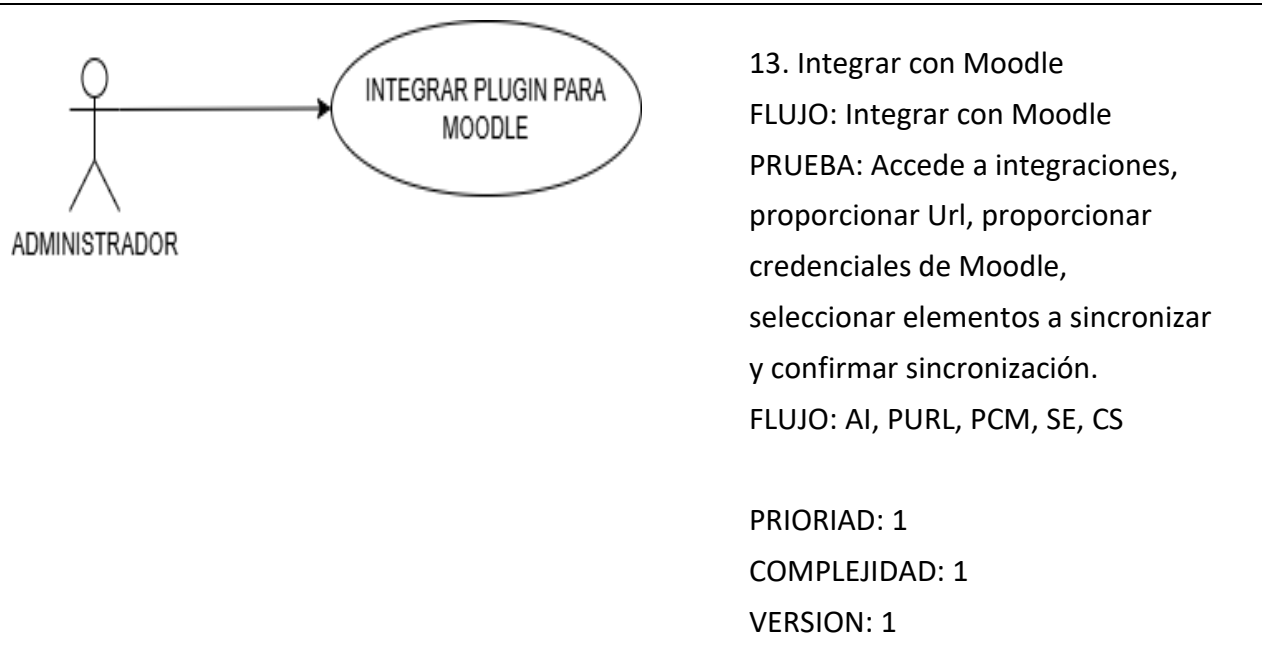 INTEGRAR PLUGIN PARA
MOODLE
ADMINISTRADOR
13. Integrar con Moodle
FLUJO: Integrar con Moodle
PRUEBA: Accede a integraciones,
proporcionar Url, proporcionar
credenciales de Moodle,
seleccionar elementos a sincronizar
y confirmar sincronización.
FLUJO: AI, PURL, PCM, SE, CS
PRIORIAD: 1
COMPLEJIDAD: 1
VERSION: 1